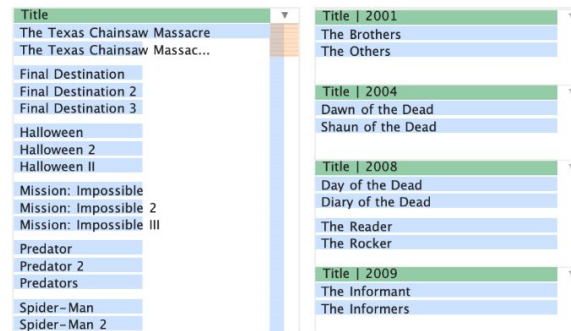 Title
The Texas Chainsaw Massacre
The Texas Chainsaw Massac...
Final Destination
Final Destination 2
Final Destination 3
Halloween
Halloween 2
Halloween II
Mission: Impossible
Mission: Impossible 2
Mission: Impossible III
Predator
Predator 2
Predators
Spider-Man
Spider-Man 2
Title | 2001
The Brothers
The Others
Title | 2004
Dawn of the Dead
Shaun of the Dead
Title | 2008
Day of the Dead
Diary of the Dead
The Reader
The Rocker
Title | 2009
The Informant
The Informers